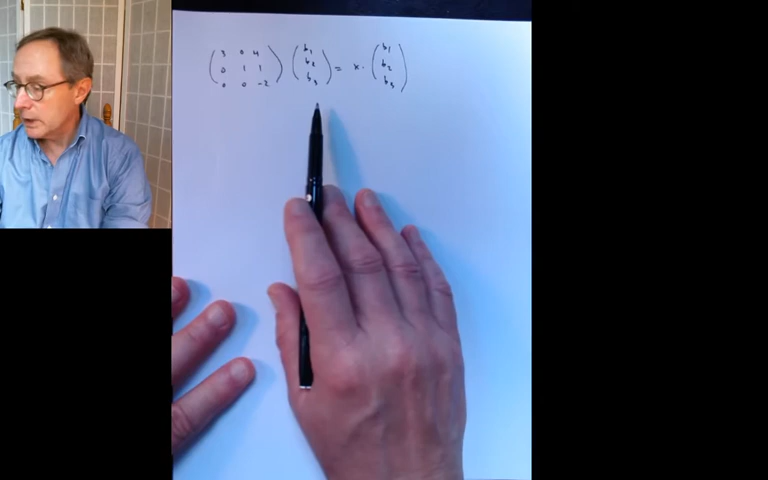 ( 3 0 4 ) ( b1 ) = x · ( b1 )
( 0 1 1 ) ( b2 ) ( b2 )
( 0 0 -2 ) ( b3 ) ( b3 )